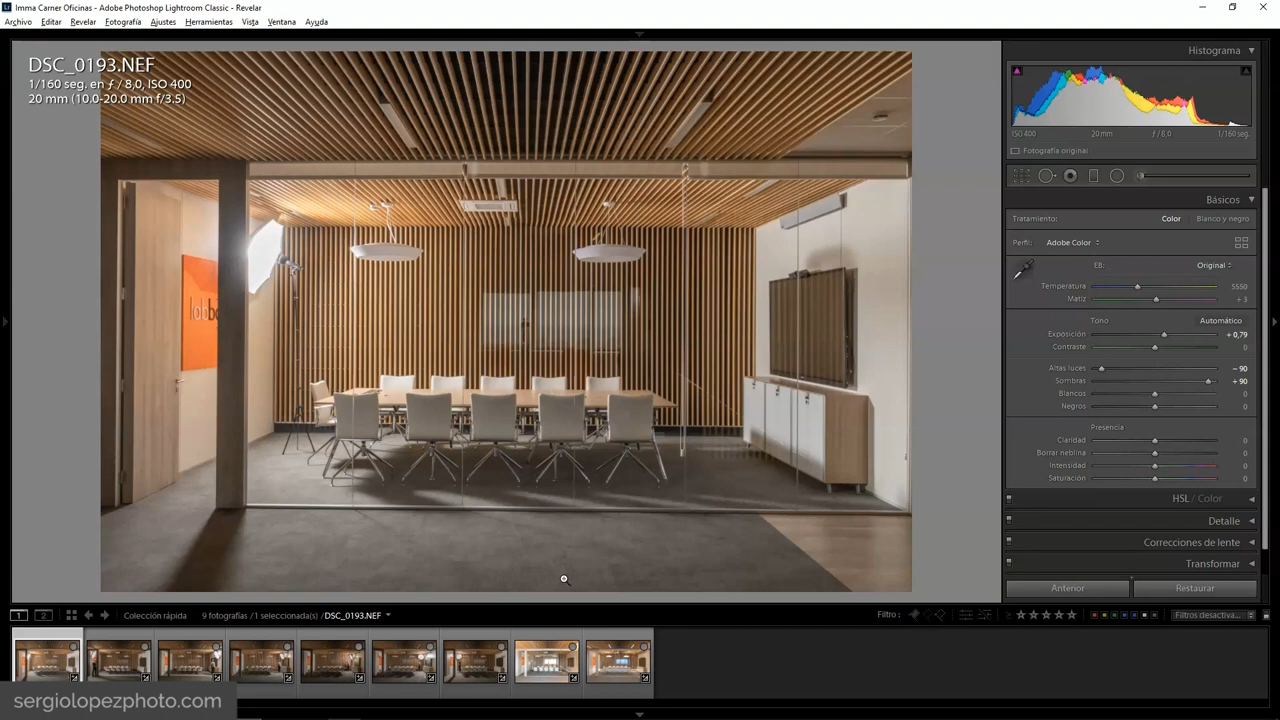 Imma Carner Oficinas - Adobe Photoshop Lightroom Classic - Revelar
Archivo Editar Revelar Fotografía Ajustes Herramientas Vista Ventana Ayuda
DSC_0193.NEF
1/160 seg. en ƒ / 8,0, ISO 400
20 mm (10.0-20.0 mm f/3.5)
Histograma
ISO 400 20 mm ƒ / 8,0 1/160 seg.
Fotografía original
Básicos
Tratamiento: Color Blanco y negro
Perfil: Adobe Color
EB: Original
Temperatura 5550
Matiz + 3
Tono Automático
Exposición + 0,79
Contraste 0
Altas luces − 90
Sombras + 90
Blancos 0
Negros 0
Presencia
Claridad 0
Borrar neblina 0
Intensidad 0
Saturación 0
HSL / Color
Detalle
Correcciones de lente
Transformar
Anterior Restaurar
1 2 Colección rápida 9 fotografías / 1 seleccionada(s) / DSC_0193.NEF Filtro : Filtros desactiva...
sergiolopezphoto.com